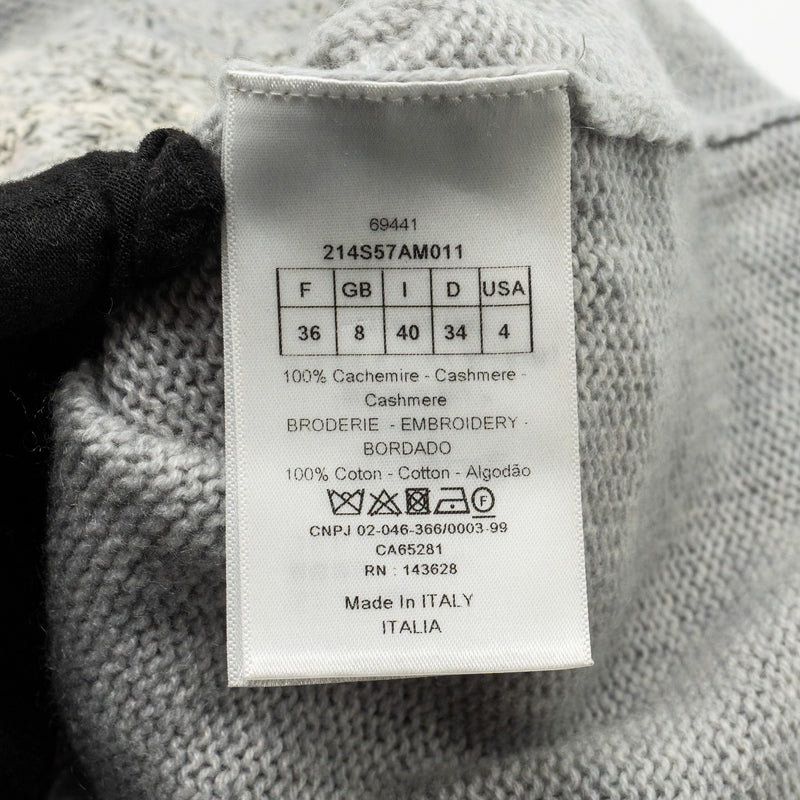 69441
214S57AM011
F GB I D USA
36 8 40 34 4
100% Cachemire - Cashmere -
Cashmere
BRODERIE - EMBROIDERY -
BORDADO
100% Coton - Cotton - Algodão
F
CNPJ 02-046-366/0003-99
CA65281
RN : 143628
Made In ITALY
ITALIA